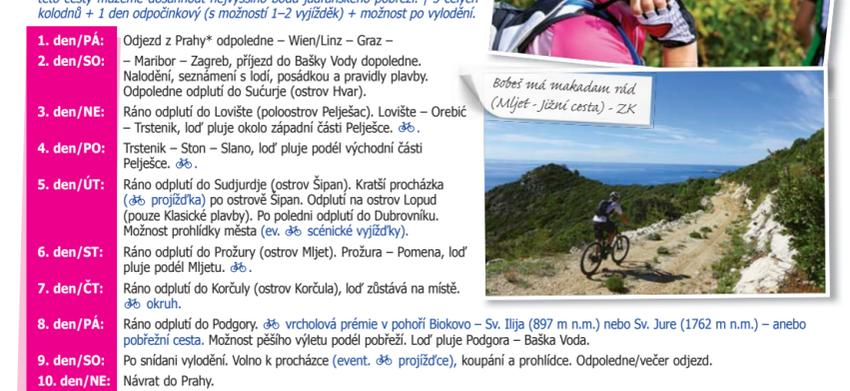 této cesty můžeme dosáhnout nejvyššího bodu jadranského pobřeží. | 5 celých
kolodnů + 1 den odpočinkový (s možností 1–2 vyjížděk) + možnost po vylodění.
1. den/PÁ: Odjezd z Prahy* odpoledne – Wien/Linz – Graz –
2. den/SO: – Maribor – Zagreb, příjezd do Bašky Vody dopoledne.
Nalodění, seznámení s lodí, posádkou a pravidly plavby.
Odpoledne odplutí do Sućurje (ostrov Hvar).
3. den/NE: Ráno odplutí do Lovište (poloostrov Pelješac). Lovište – Orebić
– Trstenik, loď pluje okolo západní části Pelješce. .
4. den/PO: Trstenik – Ston – Slano, loď pluje podél východní části
Pelješce. .
5. den/ÚT: Ráno odplutí do Sudjurdje (ostrov Šipan). Kratší procházka
( projížďka) po ostrově Šipan. Odplutí na ostrov Lopud
(pouze Klasické plavby). Po poledni odplutí do Dubrovníku.
Možnost prohlídky města (ev. scénické vyjížďky).
6. den/ST: Ráno odplutí do Prožury (ostrov Mljet). Prožura – Pomena, loď
pluje podél Mljetu. .
7. den/ČT: Ráno odplutí do Korčuly (ostrov Korčula), loď zůstává na místě.
okruh.
8. den/PÁ: Ráno odplutí do Podgory. vrcholová prémie v pohoří Biokovo – Sv. Ilija (897 m n.m.) nebo Sv. Jure (1762 m n.m.) – anebo
pobřežní cesta. Možnost pěšího výletu podél pobřeží. Loď pluje Podgora – Baška Voda.
9. den/SO: Po snídani vylodění. Volno k procházce (event. projížďce), koupání a prohlídce. Odpoledne/večer odjezd.
10. den/NE: Návrat do Prahy.
Bobeš má makadam rád
(Mljet - Jižní cesta) - ZK